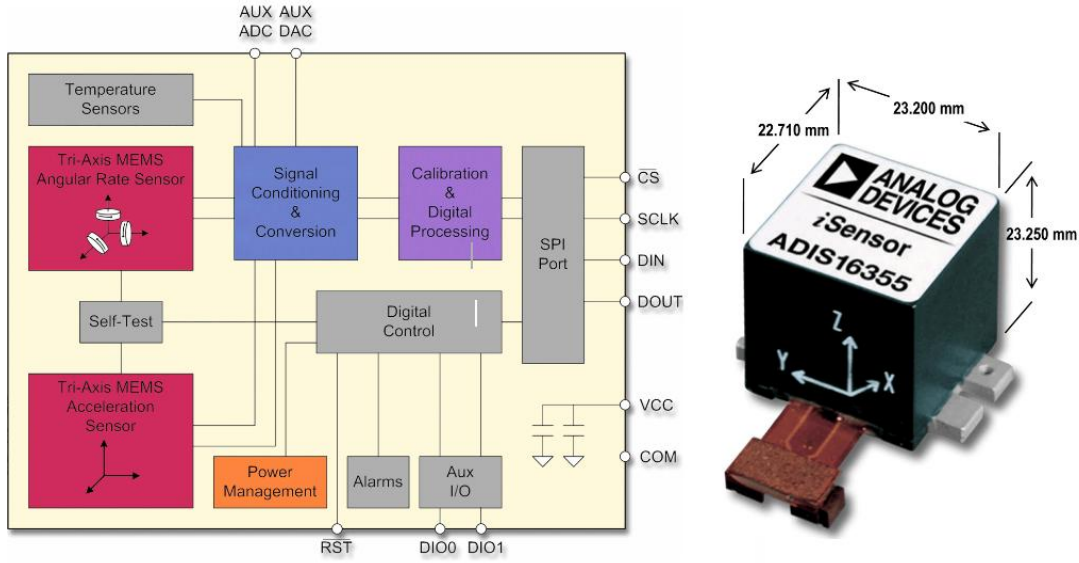 AUX
ADC
AUX
DAC
Temperature
Sensors
Tri-Axis MEMS
Angular Rate Sensor
Signal
Conditioning
&
Conversion
Calibration
&
Digital
Processing
SPI
Port
CS
SCLK
DIN
DOUT
Self-Test
Digital
Control
Tri-Axis MEMS
Acceleration
Sensor
Power
Management
Alarms
Aux
I/O
VCC
COM
RST
DIO0
DIO1
22.710 mm
23.200 mm
23.250 mm
ANALOG
DEVICES
iSensor
ADIS16355
Z
Y
X